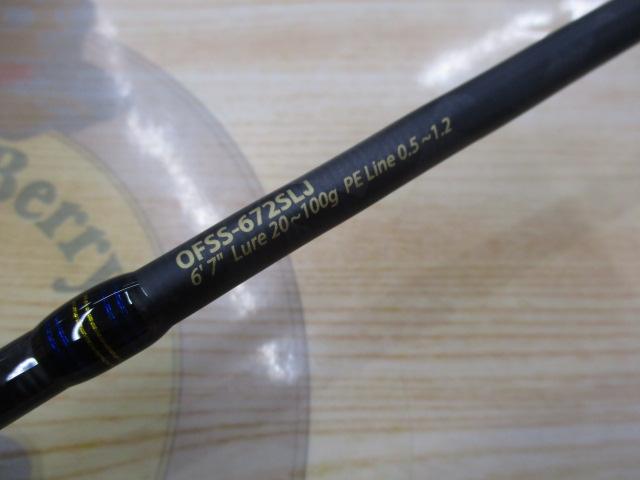 Berry
OFSS-672SLJ
6' 7" Lure 20~100g PE Line 0.5~1.2